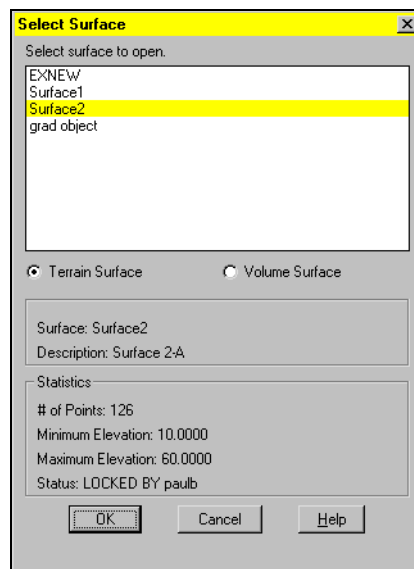 Select Surface
Select surface to open.
EXNEW
Surface1
Surface2
grad object
Terrain Surface Volume Surface
Surface: Surface2
Description: Surface 2-A
Statistics
# of Points: 126
Minimum Elevation: 10.0000
Maximum Elevation: 60.0000
Status: LOCKED BY paulb
OK Cancel Help